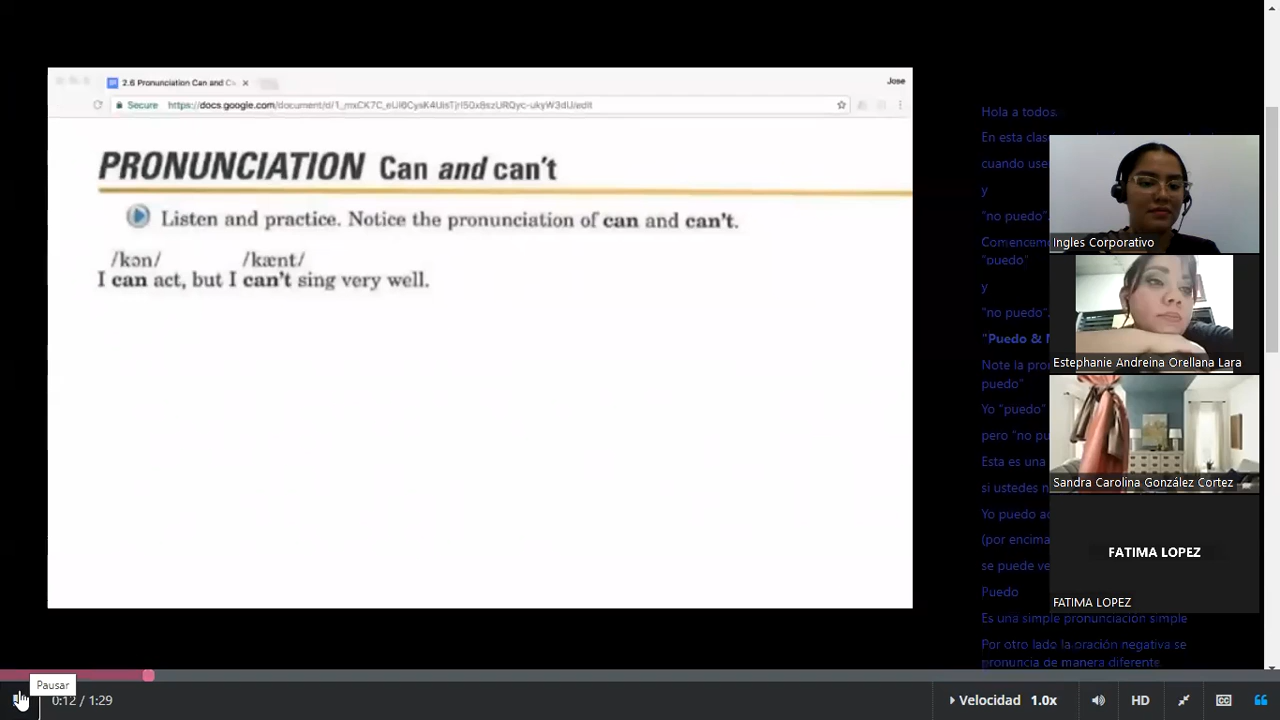 2.6 Pronunciation Can and C
Jose
Secure https://docs.google.com/document/d/
PRONUNCIATION Can and can't
Listen and practice. Notice the pronunciation of can and can't.
/kən/ /kænt/
I can act, but I can't sing very well.
Hola a todos.
En esta clas
cuando use
y
"no puedo".
Comencemo
"puedo"
y
"no puedo".
"Puedo & N
Note la pro
puedo"
Yo "puedo"
pero "no pu
Esta es una
si ustedes n
Yo puedo ac
(por encima
se puede ve
Puedo
Es una simple pronunciación simple
Por otro lado la oración negativa se
pronuncia de manera diferente
Ingles Corporativo
Estephanie Andreina Orellana Lara
Sandra Carolina González Cortez
FATIMA LOPEZ
FATIMA LOPEZ
Pausar
0:12 / 1:29
Velocidad 1.0x
HD
CC